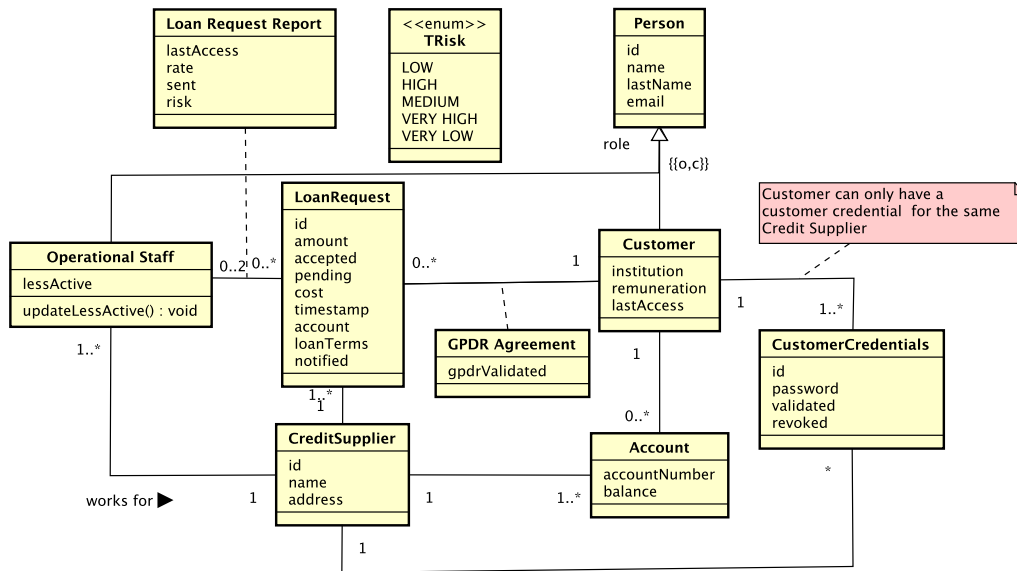 Loan Request Report
lastAccess
rate
sent
risk
<<enum>>
TRisk
LOW
HIGH
MEDIUM
VERY HIGH
VERY LOW
Person
id
name
lastName
email
role
{{o,c}}
Customer can only have a
customer credential for the same
Credit Supplier
LoanRequest
id
amount
accepted
pending
cost
timestamp
account
loanTerms
notified
Operational Staff
lessActive
updateLessActive() : void
0..2
0..*
0..*
1
Customer
institution
remuneration
lastAccess
1
1..*
1..*
GPDR Agreement
gpdrValidated
1
CustomerCredentials
id
password
validated
revoked
1..*
1
0..*
CreditSupplier
id
name
address
Account
accountNumber
balance
*
works for
1
1
1..*
1